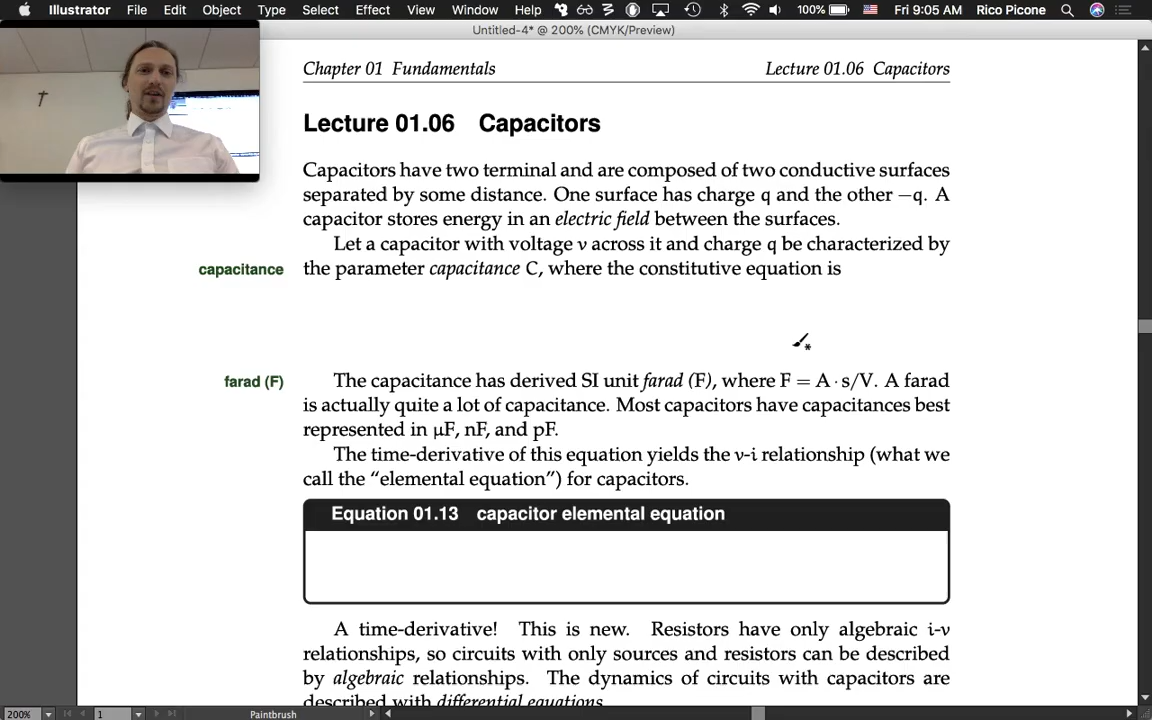 Illustrator File Edit Object Type Select Effect View Window Help 100% Fri 9:05 AM Rico Picone
Untitled-4* @ 200% (CMYK/Preview)
Chapter 01 Fundamentals Lecture 01.06 Capacitors
Lecture 01.06 Capacitors
Capacitors have two terminal and are composed of two conductive surfaces
separated by some distance. One surface has charge q and the other −q. A
capacitor stores energy in an electric field between the surfaces.
Let a capacitor with voltage v across it and charge q be characterized by
capacitance the parameter capacitance C, where the constitutive equation is
farad (F) The capacitance has derived SI unit farad (F), where F = A · s/V. A farad
is actually quite a lot of capacitance. Most capacitors have capacitances best
represented in µF, nF, and pF.
The time-derivative of this equation yields the v-i relationship (what we
call the “elemental equation”) for capacitors.
Equation 01.13 capacitor elemental equation
A time-derivative! This is new. Resistors have only algebraic i-v
relationships, so circuits with only sources and resistors can be described
by algebraic relationships. The dynamics of circuits with capacitors are
described with differential equations.
200% 1 Paintbrush